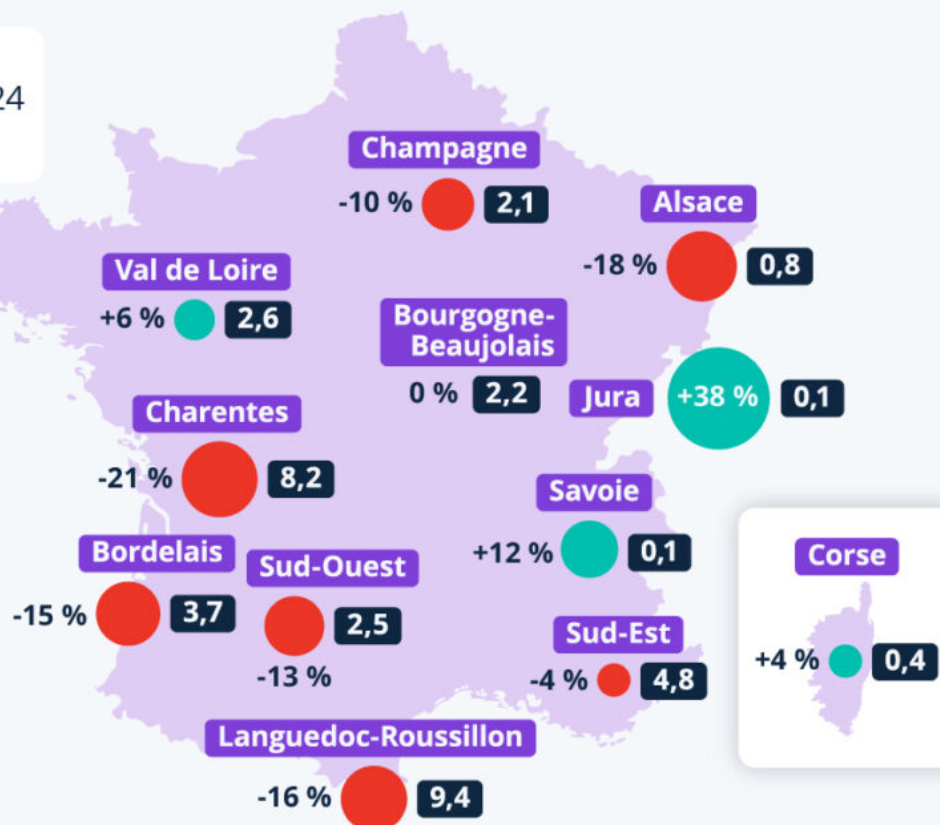 24
Champagne
-10 % 2,1
Alsace
-18 % 0,8
Val de Loire
+6 % 2,6
Bourgogne-
Beaujolais
0 % 2,2
Jura +38 % 0,1
Charentes
-21 % 8,2
Savoie
+12 % 0,1
Bordelais
-15 % 3,7
Sud-Ouest
2,5
-13 %
Corse
+4 % 0,4
Sud-Est
-4 % 4,8
Languedoc-Roussillon
-16 % 9,4